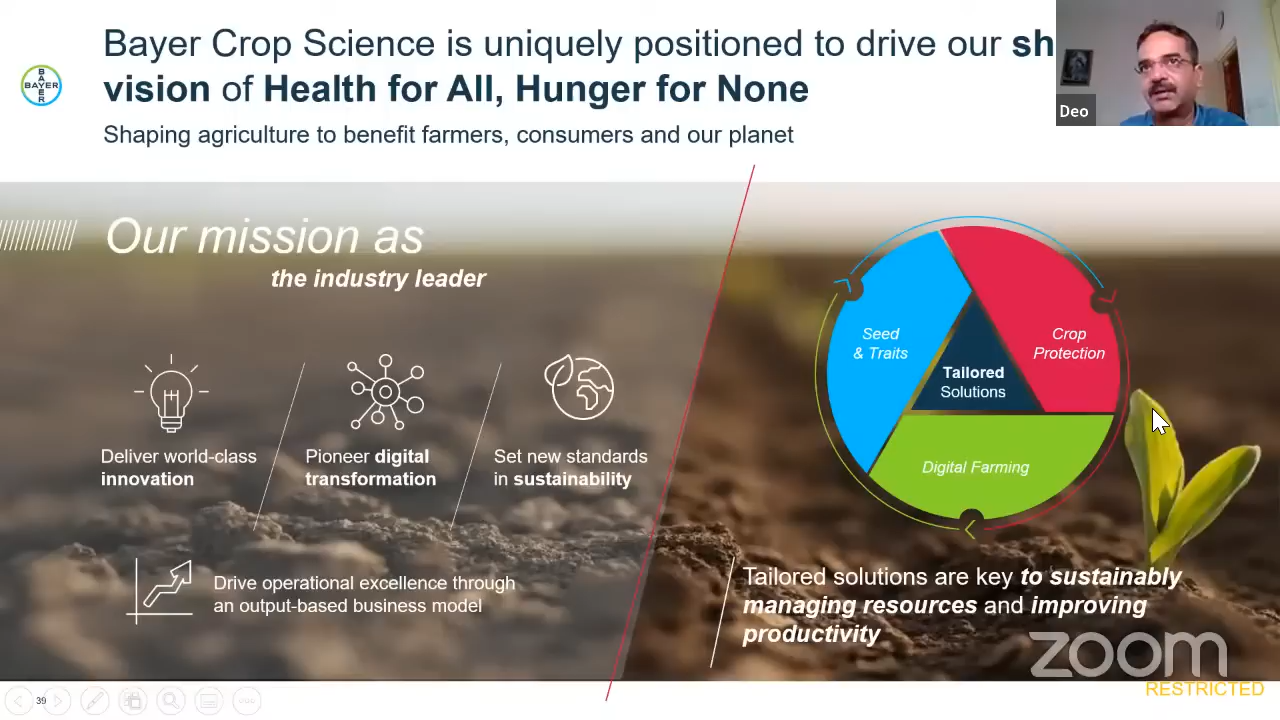 Bayer Crop Science is uniquely positioned to drive our sh
vision of Health for All, Hunger for None
Shaping agriculture to benefit farmers, consumers and our planet
BAYER
BAYER
Deo
Our mission as
the industry leader
Deliver world-class
innovation
Pioneer digital
transformation
Set new standards
in sustainability
Drive operational excellence through
an output-based business model
Seed
& Traits
Crop
Protection
Tailored
Solutions
Digital Farming
Tailored solutions are key to sustainably
managing resources and improving
productivity
zoom
RESTRICTED
39